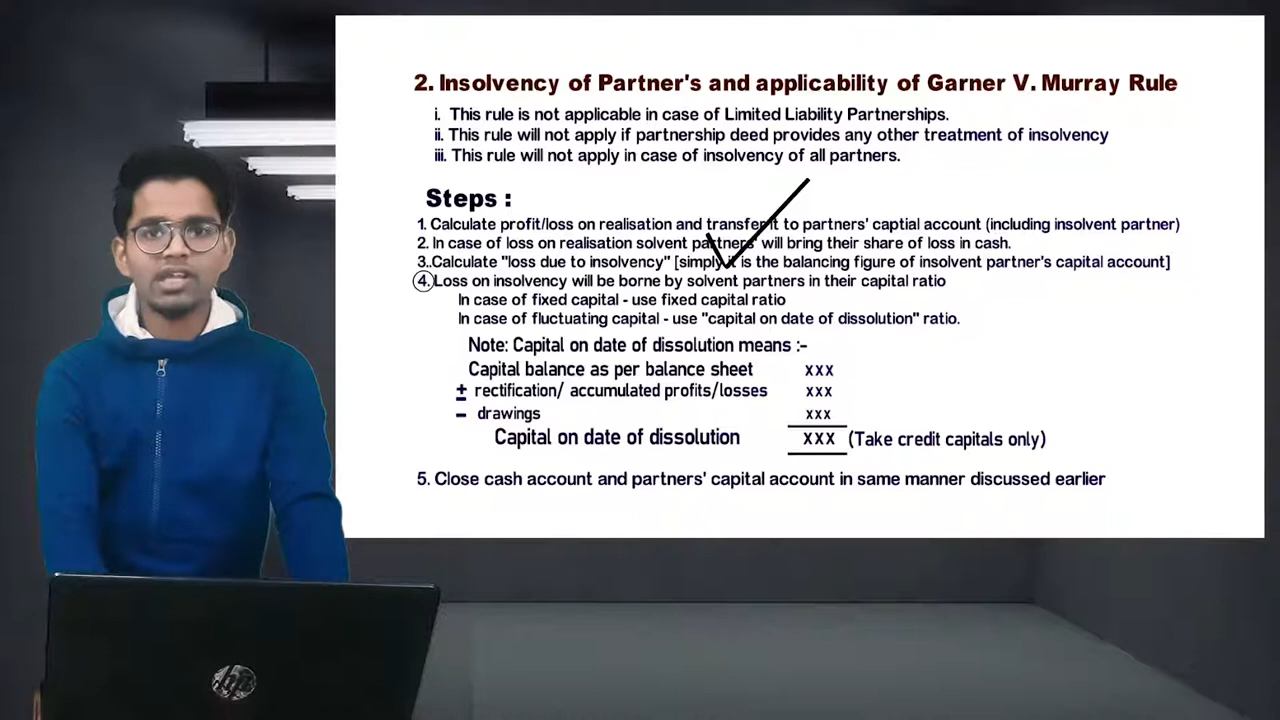 2. Insolvency of Partner's and applicability of Garner V. Murray Rule
i. This rule is not applicable in case of Limited Liability Partnerships.
ii. This rule will not apply if partnership deed provides any other treatment of insolvency
iii. This rule will not apply in case of insolvency of all partners.
Steps :
1. Calculate profit/loss on realisation and transfer it to partners' captial account (including insolvent partner)
2. In case of loss on realisation solvent partners' will bring their share of loss in cash.
3. Calculate "loss due to insolvency" [simply it is the balancing figure of insolvent partner's capital account]
4. Loss on insolvency will be borne by solvent partners in their capital ratio
In case of fixed capital - use fixed capital ratio
In case of fluctuating capital - use "capital on date of dissolution" ratio.
Note: Capital on date of dissolution means :-
Capital balance as per balance sheet xxx
± rectification/ accumulated profits/losses xxx
– drawings xxx
Capital on date of dissolution xxx (Take credit capitals only)
5. Close cash account and partners' capital account in same manner discussed earlier
hp